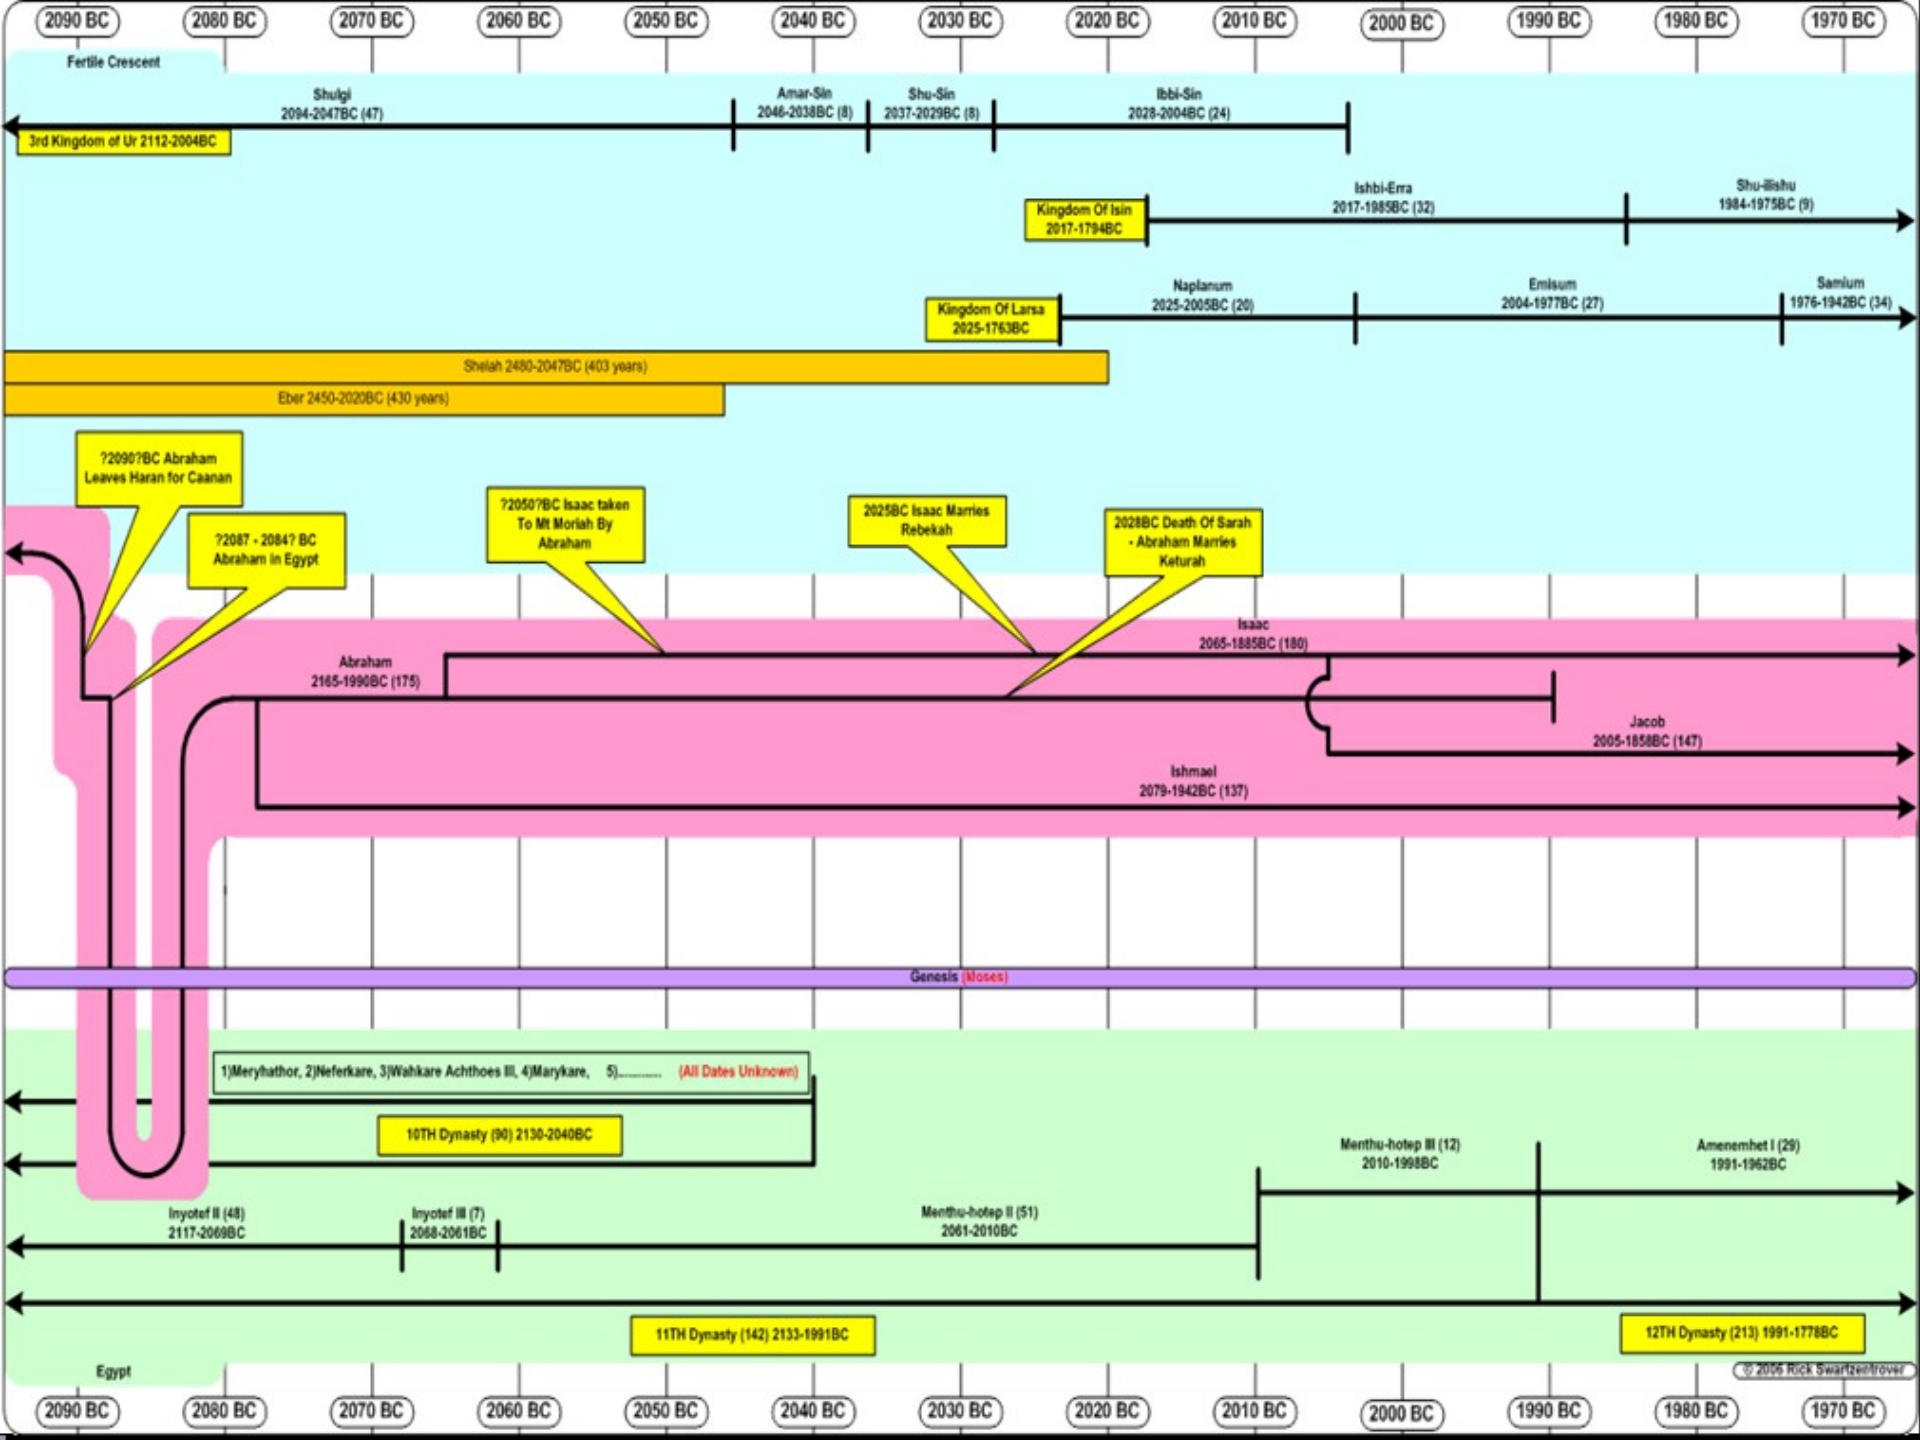 2090 BC
2080 BC
2070 BC
2060 BC
2050 BC
2040 BC
2030 BC
2020 BC
2010 BC
2000 BC
1990 BC
1980 BC
1970 BC
Fertile Crescent
Shulgi
2094-2047BC (47)
Amar-Sin
2046-2038BC (8)
Shu-Sin
2037-2029BC (8)
Ibbi-Sin
2028-2004BC (24)
3rd Kingdom of Ur 2112-2004BC
Ishbi-Erra
2017-1985BC (32)
Shu-ilishu
1984-1975BC (9)
Kingdom Of Isin
2017-1794BC
Naplanum
2025-2005BC (20)
Emisum
2004-1977BC (27)
Samium
1976-1942BC (34)
Kingdom Of Larsa
2025-1763BC
Shelah 2480-2047BC (403 years)
Eber 2450-2020BC (430 years)
?2090?BC Abraham
Leaves Haran for Caanan
?2087 - 2084? BC
Abraham in Egypt
?2050?BC Isaac taken
To Mt Moriah By
Abraham
2025BC Isaac Marries
Rebekah
2028BC Death Of Sarah
- Abraham Marries
Keturah
Isaac
2065-1885BC (180)
Abraham
2165-1990BC (175)
Jacob
2005-1858BC (147)
Ishmael
2079-1942BC (137)
Genesis (Moses)
1)Meryhathor, 2)Neferkare, 3)Wahkare Achthoes III, 4)Marykare, 5)............ (All Dates Unknown)
10TH Dynasty (90) 2130-2040BC
Menthu-hotep III (12)
2010-1998BC
Amenemhet I (29)
1991-1962BC
Inyotef II (48)
2117-2069BC
Inyotef III (7)
2068-2061BC
Menthu-hotep II (51)
2061-2010BC
11TH Dynasty (142) 2133-1991BC
12TH Dynasty (213) 1991-1778BC
Egypt
© 2006 Rick Swartzentrover
2090 BC
2080 BC
2070 BC
2060 BC
2050 BC
2040 BC
2030 BC
2020 BC
2010 BC
2000 BC
1990 BC
1980 BC
1970 BC